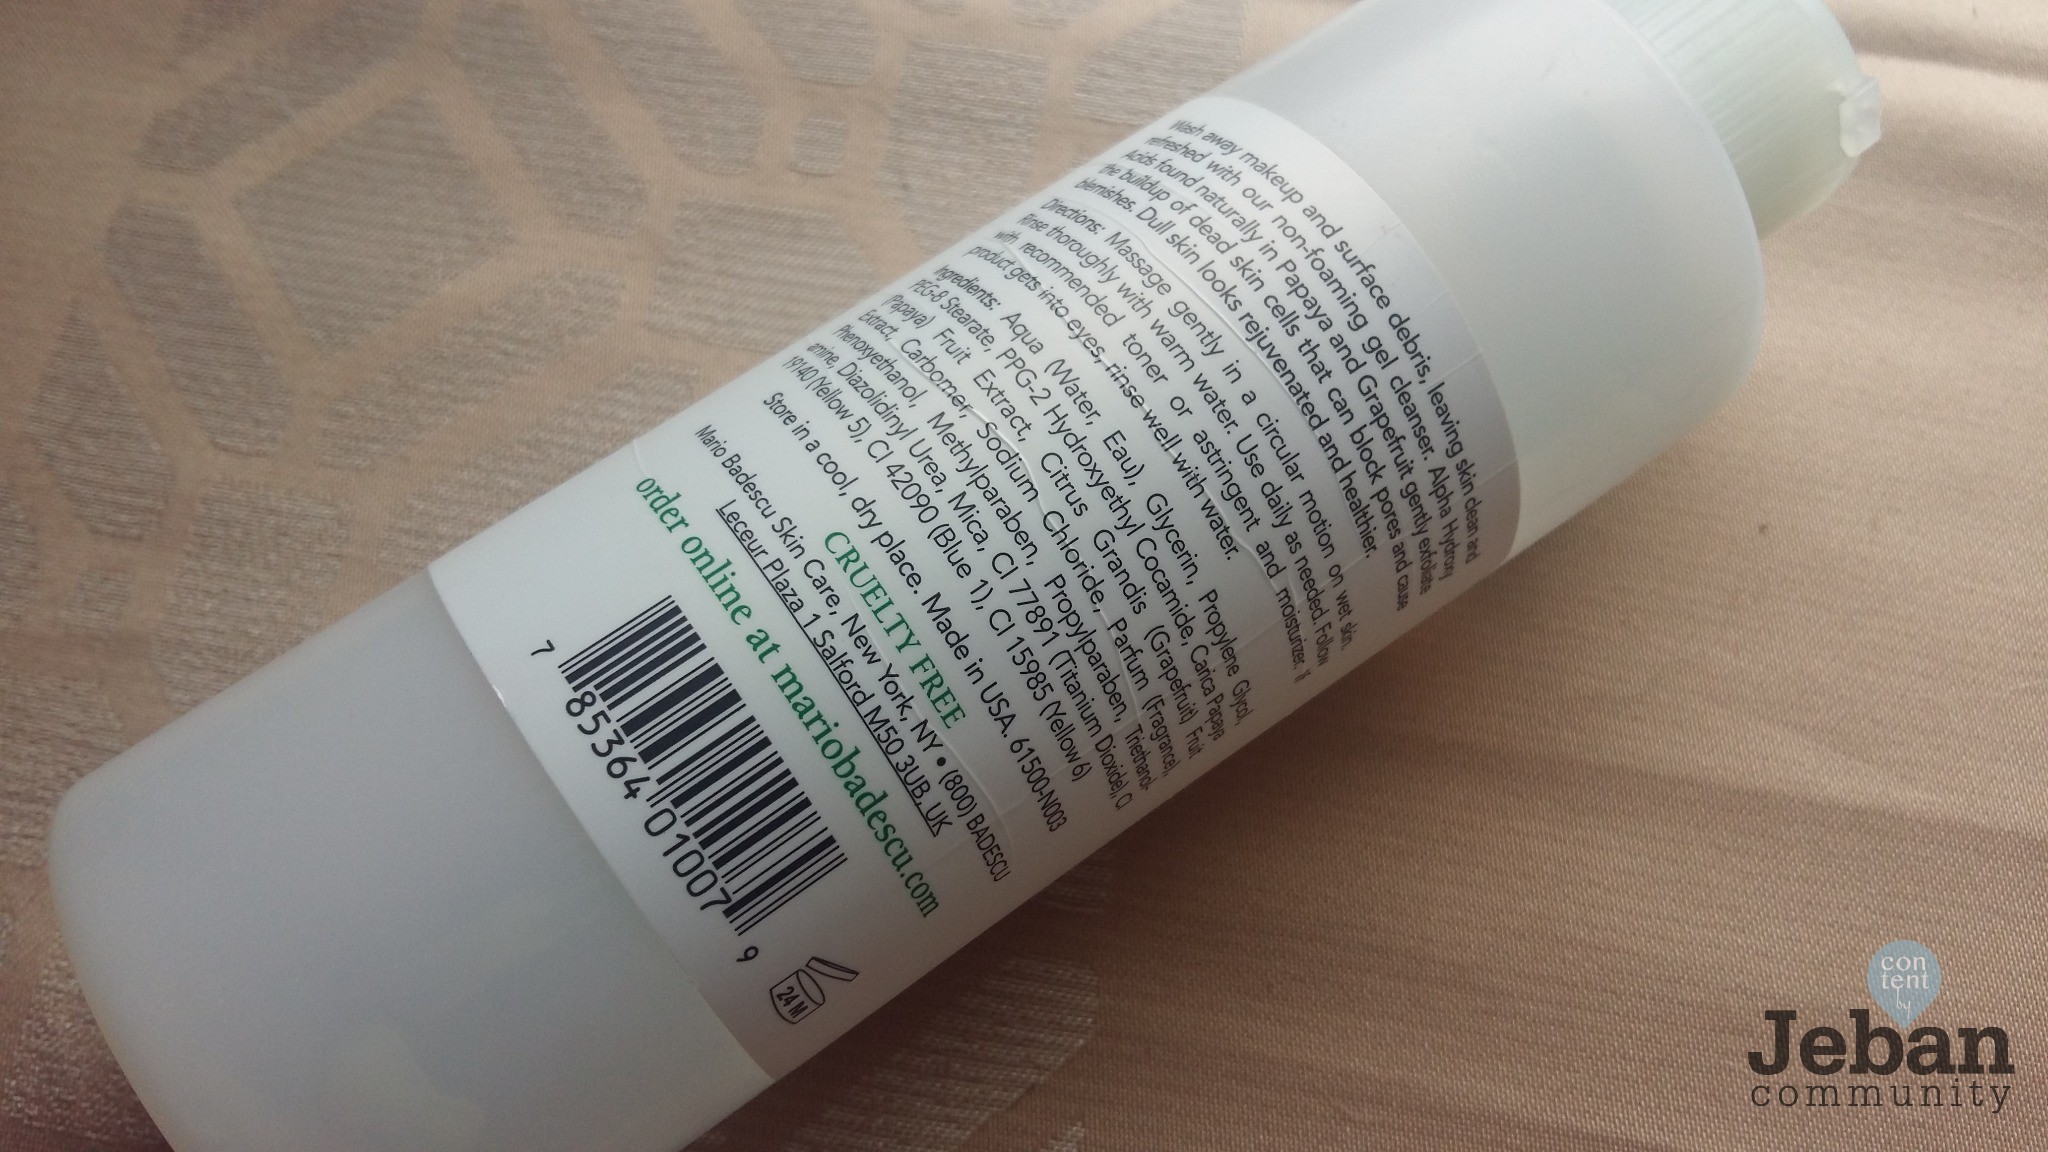 Wash away makeup and surface debris, leaving skin clean and
refreshed with our non-foaming gel cleanser. Alpha Hydroxy
Acids found naturally in Papaya and Grapefruit gently exfoliate
the buildup of dead skin cells that can block pores and cause
blemishes. Dull skin looks rejuvenated and healthier.
Directions: Massage gently in a circular motion on wet skin.
Rinse thoroughly with warm water. Use daily as needed. Follow
with recommended toner or astringent and moisturizer. If
product gets into eyes, rinse well with water.
Ingredients: Aqua (Water, Eau), Glycerin, Propylene Glycol,
PEG-8 Stearate, PPG-2 Hydroxyethyl Cocamide, Carica Papaya
(Papaya) Fruit Extract, Citrus Grandis (Grapefruit) Fruit
Extract, Carbomer, Sodium Chloride, Parfum (Fragrance),
Phenoxyethanol, Methylparaben, Propylparaben, Triethanol-
amine, Diazolidinyl Urea, Mica, CI 77891 (Titanium Dioxide), CI
19140 (Yellow 5), CI 42090 (Blue 1), CI 15985 (Yellow 6)
Store in a cool, dry place. Made in USA. 61500-N003
CRUELTY FREE
Mario Badescu Skin Care, New York, NY • (800) BADESCU
Leceur Plaza 1 Salford M50 3UB, UK
order online at mariobadescu.com
7 85364 01007 9
24 M
con
tent
by
Jeban
community